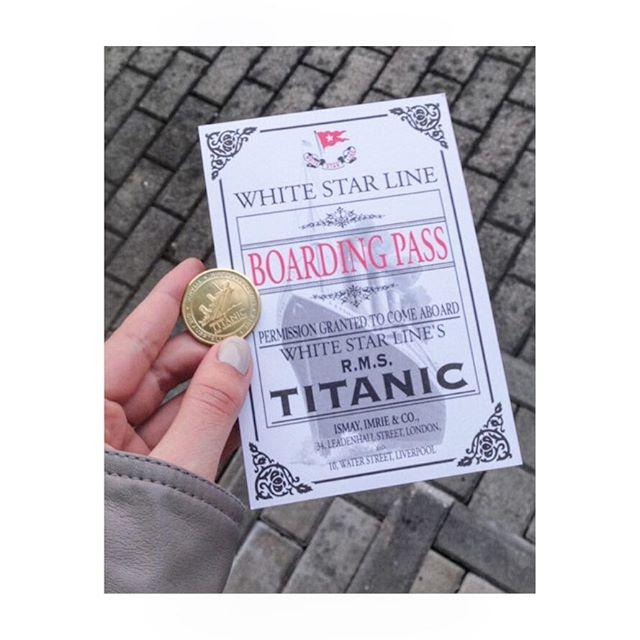 STAR
WHITE STAR LINE
BOARDING PASS
PERMISSION GRANTED TO COME ABOARD
WHITE STAR LINE'S
R.M.S.
TITANIC
ISMAY, IMRIE & CO.,
34, LEADENHALL STREET, LONDON,
AND
10, WATER STREET, LIVERPOOL
TITANIC